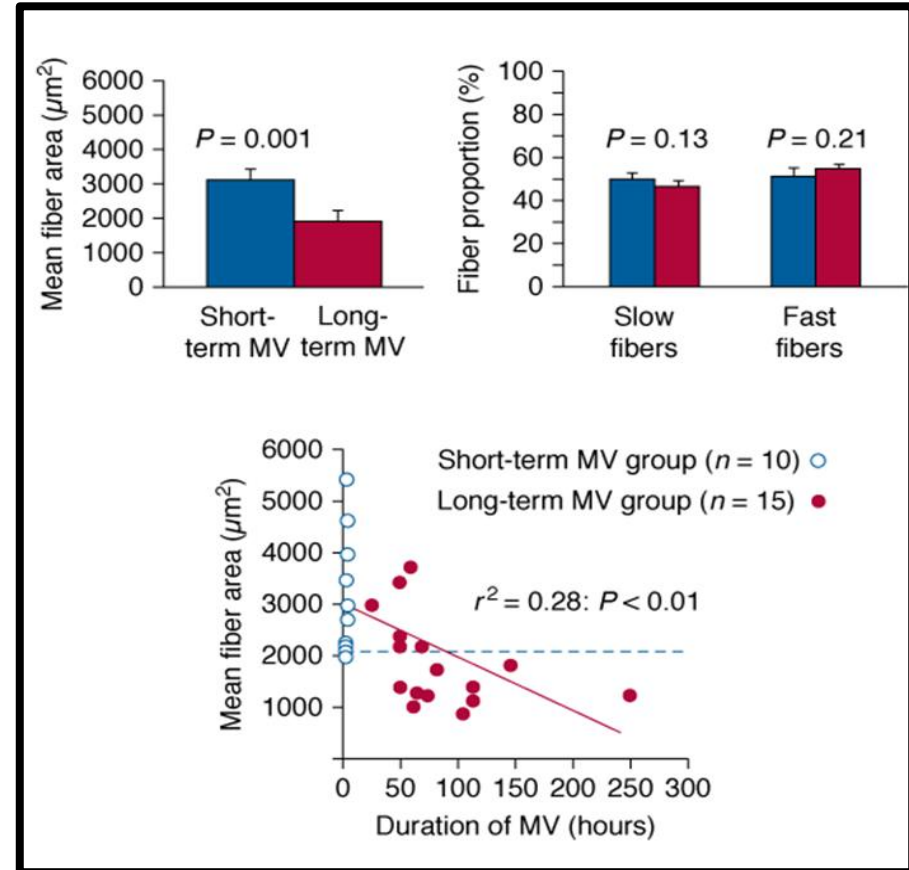 Mean fiber area (µm²)
6000
5000
4000
3000
2000
1000
0
P = 0.001
Short-
term MV
Long-
term MV
Fiber proportion (%)
100
80
60
40
20
0
P = 0.13
P = 0.21
Slow
fibers
Fast
fibers
Mean fiber area (µm²)
6000
5000
4000
3000
2000
1000
Short-term MV group (n = 10)
Long-term MV group (n = 15)
r² = 0.28: P < 0.01
0 50 100 150 200 250 300
Duration of MV (hours)